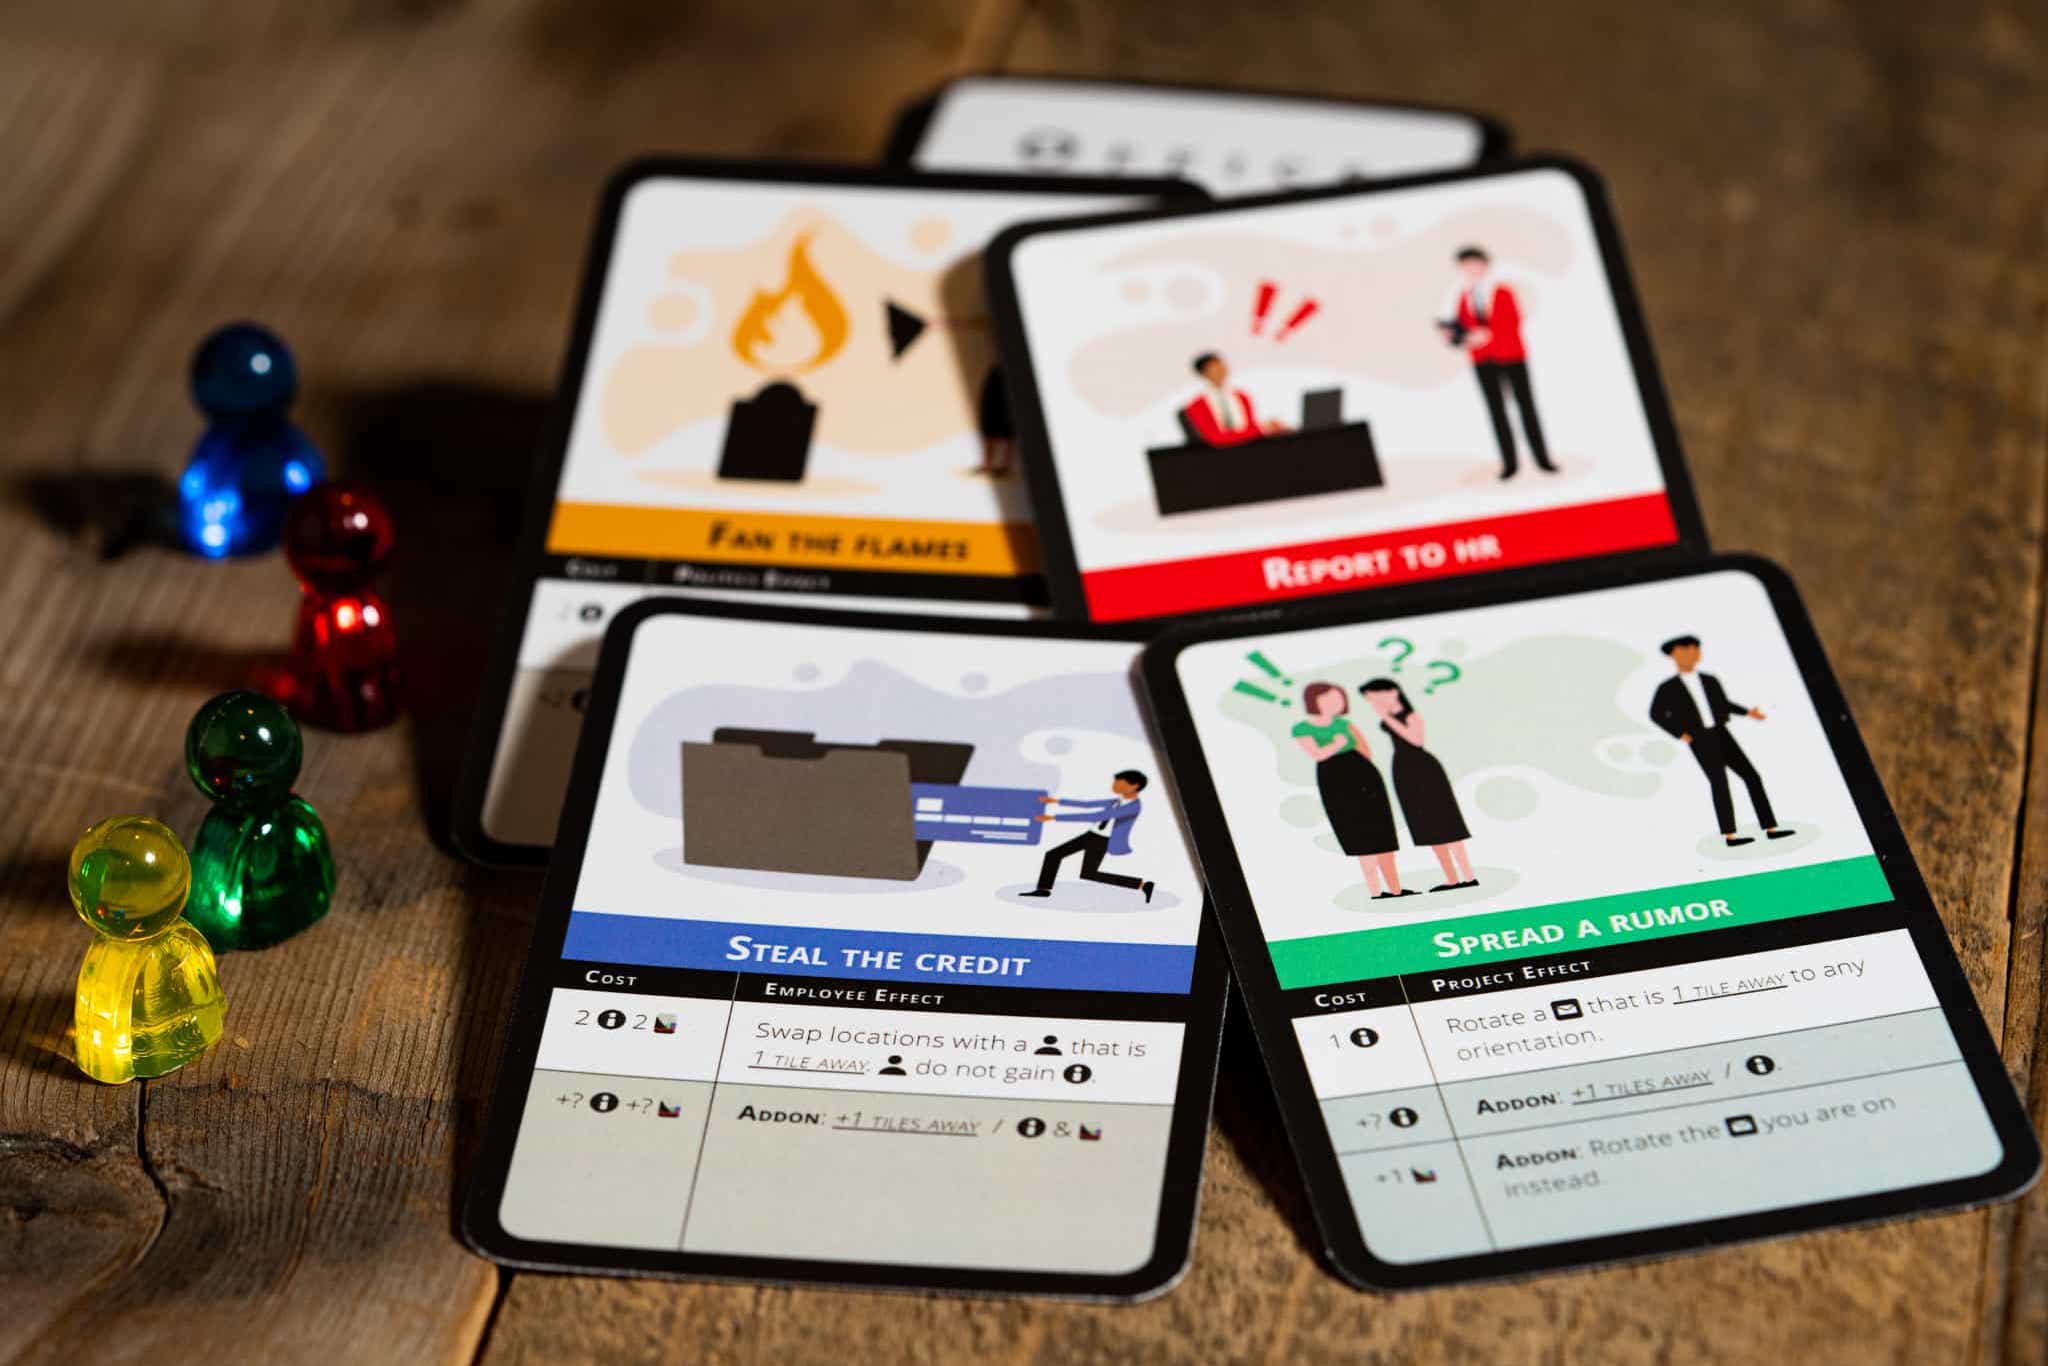 OFFICE
FAN THE FLAMES
COST POLITICS EFFECT
REPORT TO HR
STEAL THE CREDIT
COST EMPLOYEE EFFECT
2 2
Swap locations with a that is
1 TILE AWAY. do not gain .
+? +?
ADDON: +1 TILES AWAY / &
!! ? ?
SPREAD A RUMOR
COST PROJECT EFFECT
1
Rotate a that is 1 TILE AWAY to any
orientation.
+?
ADDON: +1 TILES AWAY / .
+1
ADDON: Rotate the you are on
instead.